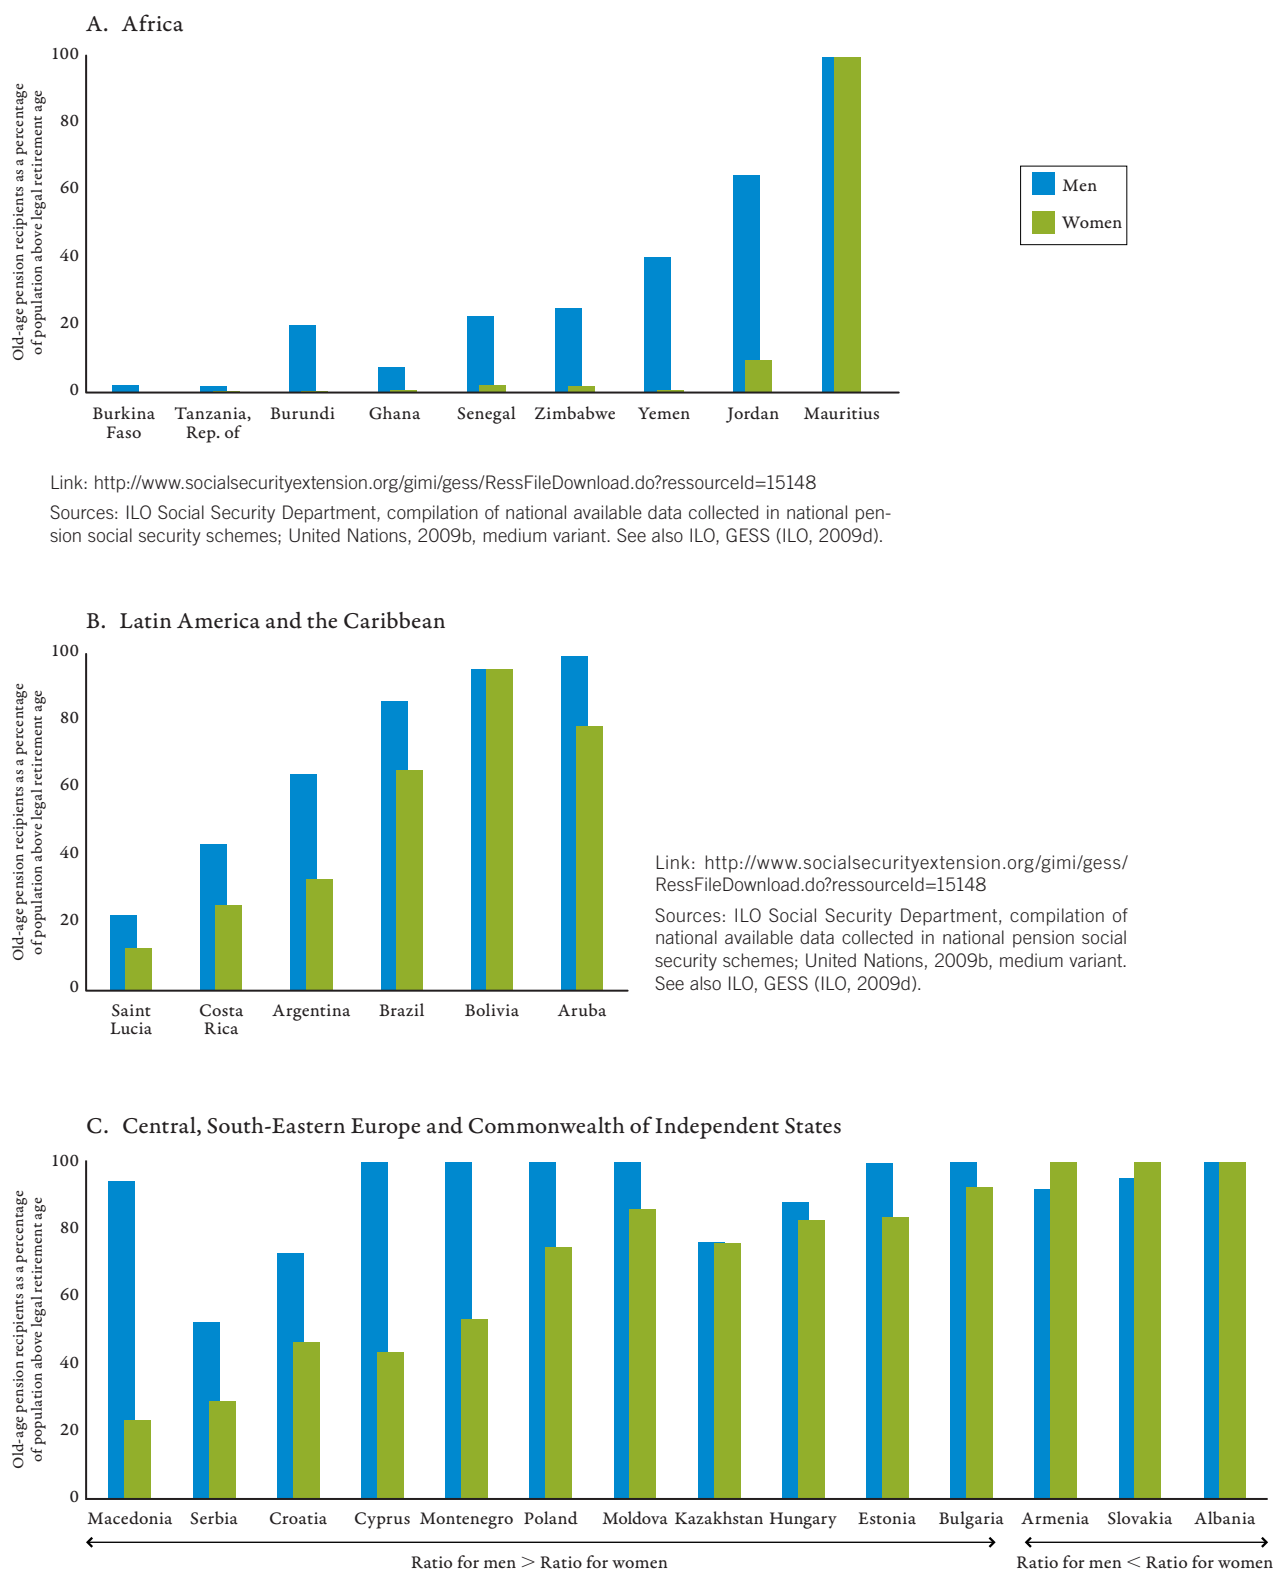 A. Africa
Old-age pension recipients as a percentage
of population above legal retirement age
100
80
60
40
20
0
Burkina
Faso
Tanzania,
Rep. of
Burundi
Ghana
Senegal
Zimbabwe
Yemen
Jordan
Mauritius
Men
Women
Link: http://www.socialsecurityextension.org/gimi/gess/RessFileDownload.do?ressourceId=15148
Sources: ILO Social Security Department, compilation of national available data collected in national pen-
sion social security schemes; United Nations, 2009b, medium variant. See also ILO, GESS (ILO, 2009d).
B. Latin America and the Caribbean
Old-age pension recipients as a percentage
of population above legal retirement age
100
80
60
40
20
0
Saint
Lucia
Costa
Rica
Argentina
Brazil
Bolivia
Aruba
Link: http://www.socialsecurityextension.org/gimi/gess/
RessFileDownload.do?ressourceId=15148
Sources: ILO Social Security Department, compilation of
national available data collected in national pension social
security schemes; United Nations, 2009b, medium variant.
See also ILO, GESS (ILO, 2009d).
C. Central, South-Eastern Europe and Commonwealth of Independent States
Old-age pension recipients as a percentage
of population above legal retirement age
100
80
60
40
20
0
Macedonia
Serbia
Croatia
Cyprus
Montenegro
Poland
Moldova
Kazakhstan
Hungary
Estonia
Bulgaria
Armenia
Slovakia
Albania
Ratio for men > Ratio for women
Ratio for men < Ratio for women